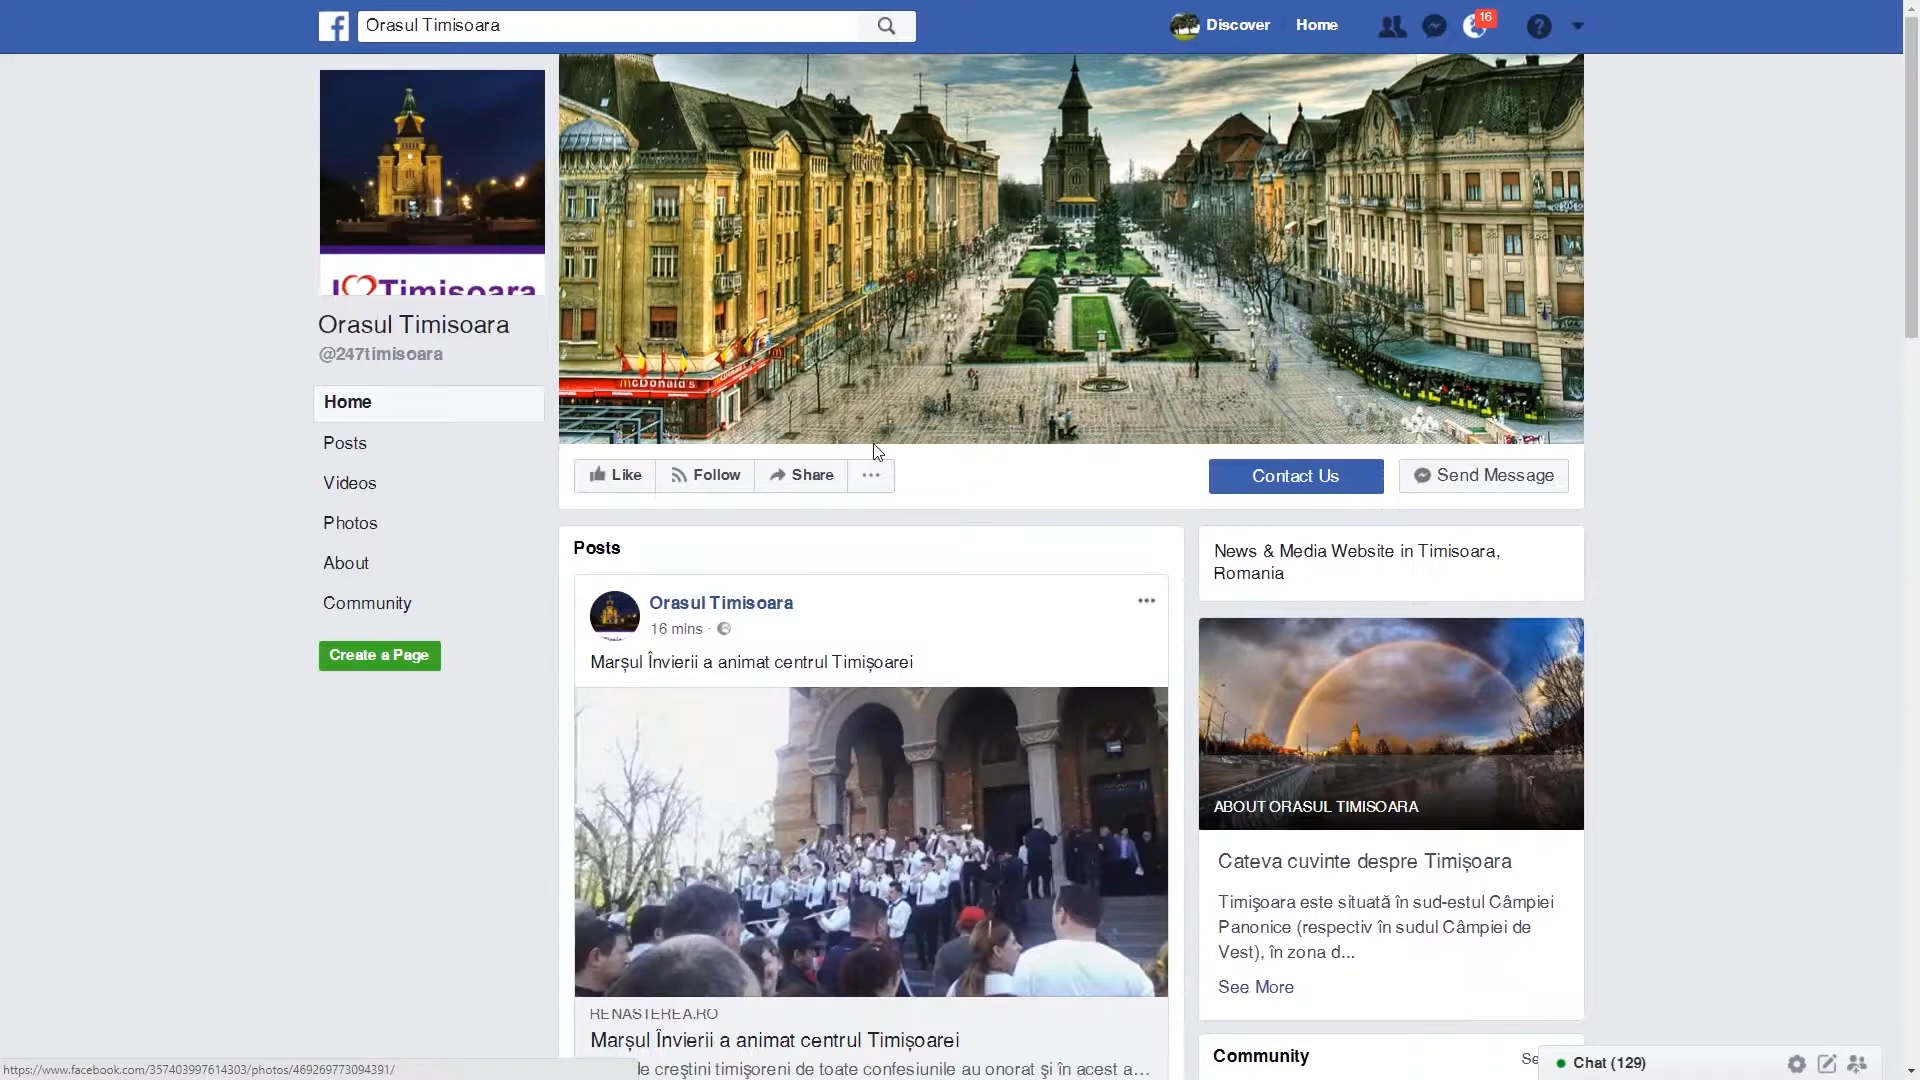 Orasul Timisoara
Discover
Home
16
I Timisoara
McDonald's
Orasul Timisoara
@247timisoara
Home
Posts
Videos
Photos
About
Community
Create a Page
Like
Follow
Share
Contact Us
Send Message
Posts
Orasul Timisoara
16 mins ·
Marșul Învierii a animat centrul Timișoarei
RENASTEREA.RO
Marșul Învierii a animat centrul Timișoarei
le creștini timișoreni de toate confesiunile au onorat și în acest a...
News & Media Website in Timisoara,
Romania
ABOUT ORASUL TIMISOARA
Cateva cuvinte despre Timișoara
Timişoara este situată în sud-estul Câmpiei
Panonice (respectiv în sudul Câmpiei de
Vest), în zona d...
See More
Community
Se
Chat (129)
https://www.facebook.com/357403997614303/photos/469269773094391/